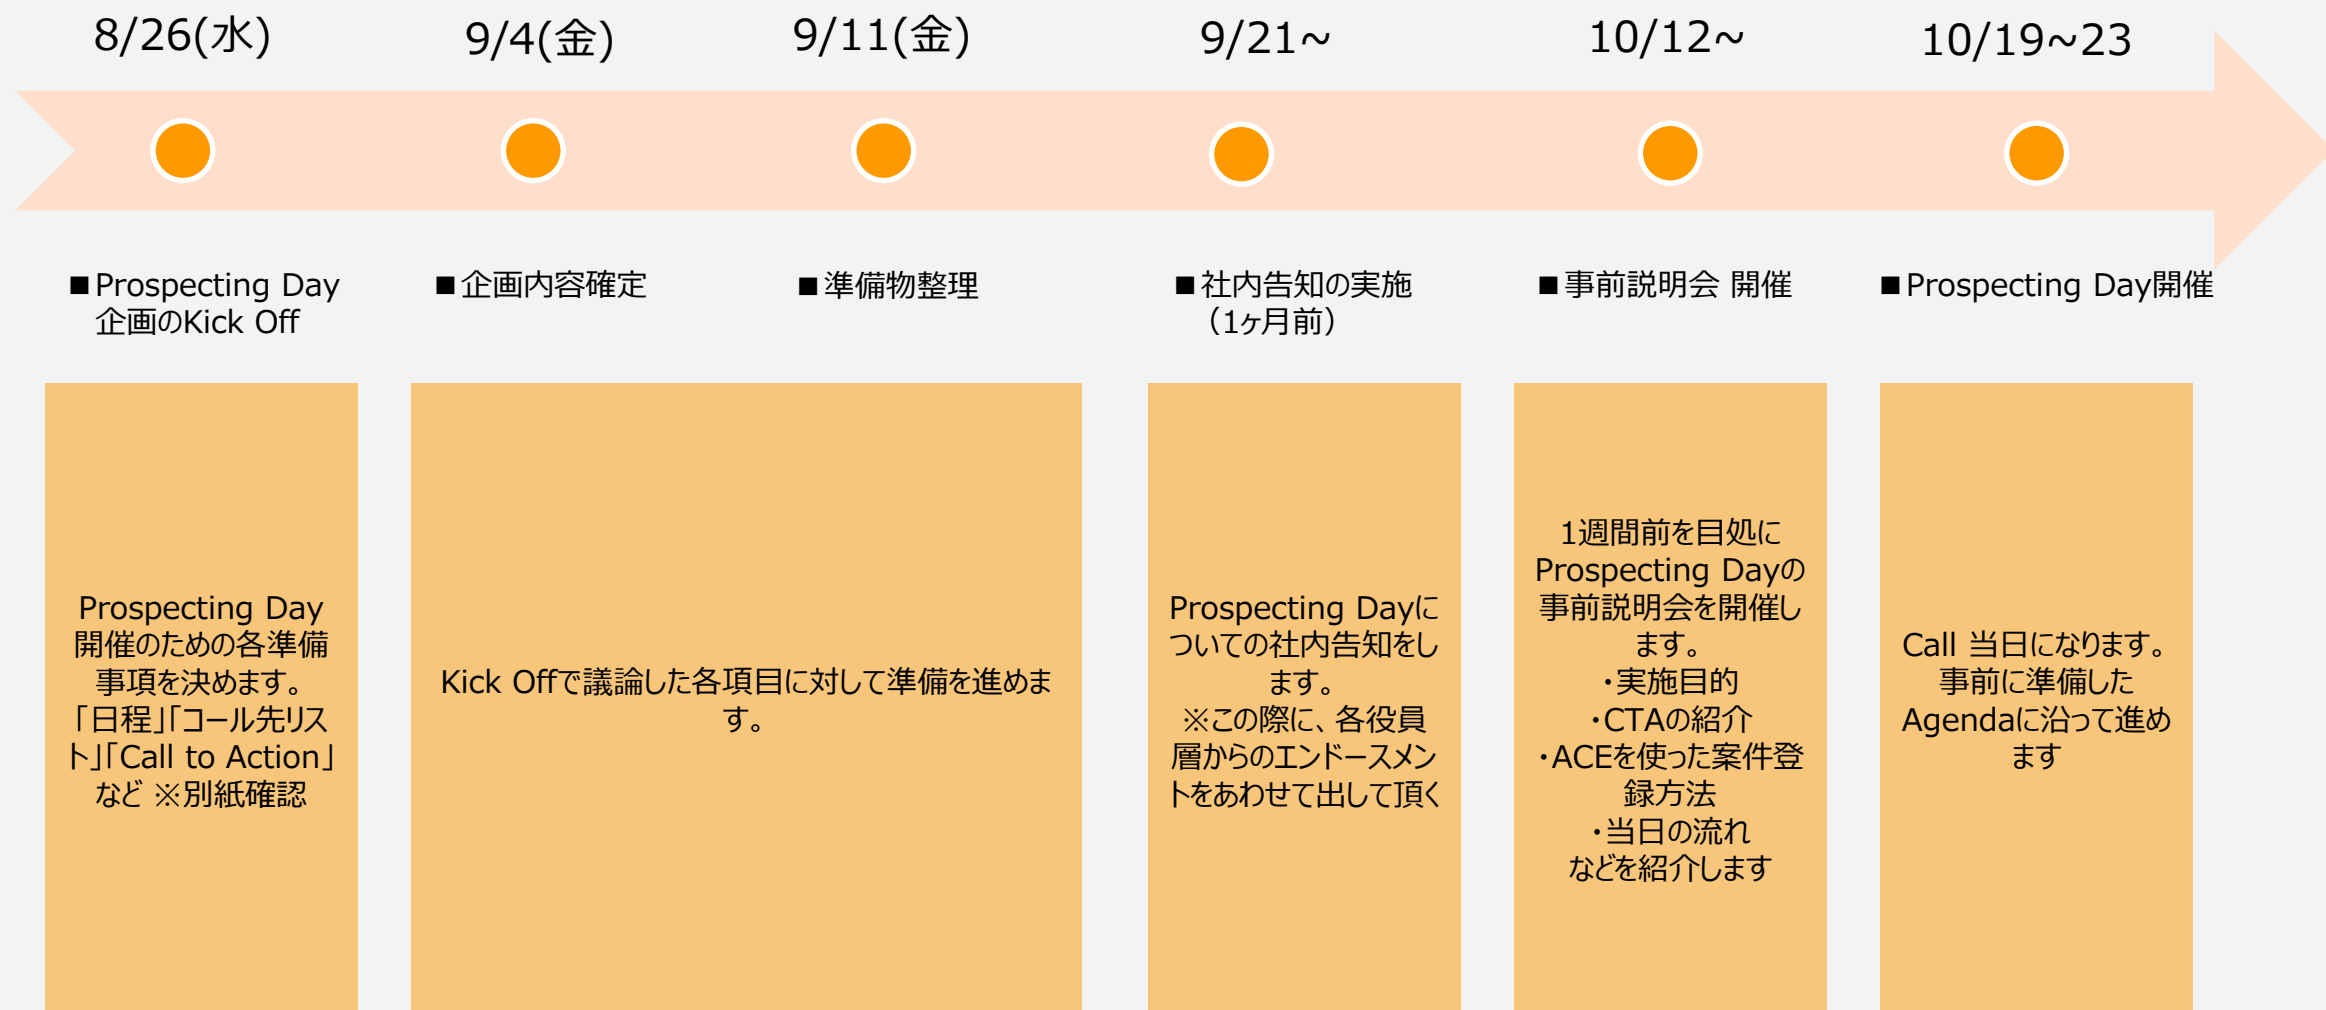 8/26(水)
9/4(金)
9/11(金)
9/21~
10/12~
10/19~23
■Prospecting Day
企画のKick Off
■企画内容確定
■準備物整理
■社内告知の実施
（1ヶ月前）
■事前説明会 開催
■Prospecting Day開催
Prospecting Day
開催のための各準備
事項を決めます。
「日程」「コール先リス
ト」「Call to Action」
など ※別紙確認
Kick Offで議論した各項目に対して準備を進めま
す。
Prospecting Dayに
ついての社内告知をし
ます。
※この際に、各役員
層からのエンドースメン
トをあわせて出して頂く
1週間前を目処に
Prospecting Dayの
事前説明会を開催し
ます。
・実施目的
・CTAの紹介
・ACEを使った案件登
録方法
・当日の流れ
などを紹介します
Call 当日になります。
事前に準備した
Agendaに沿って進め
ます